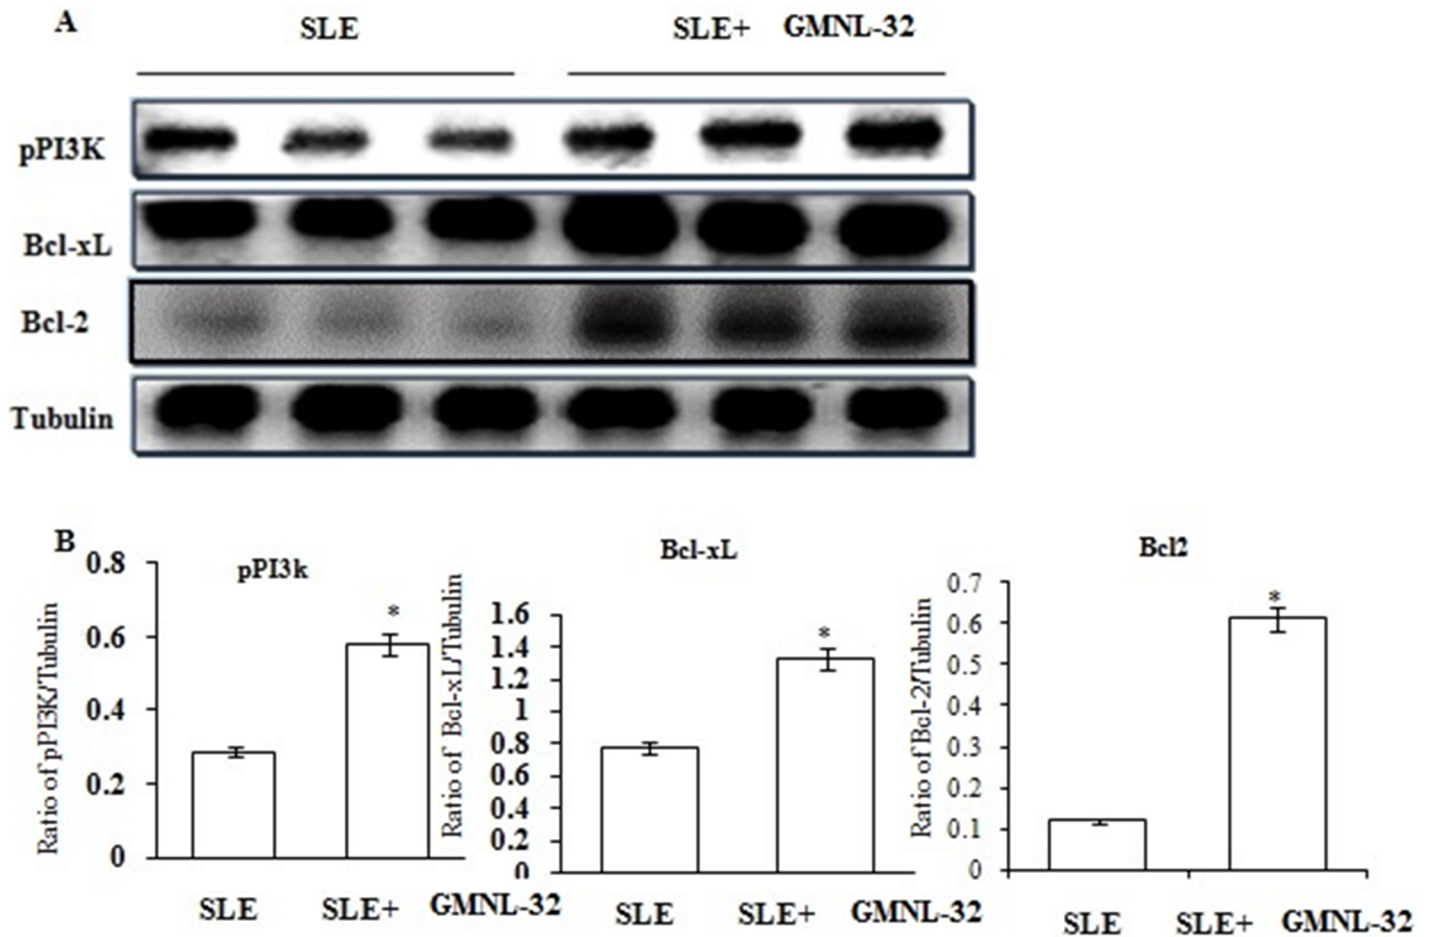 A
SLE
SLE+ GMNL-32
pPI3K
Bcl-xL
Bcl-2
Tubulin
B
pPI3k
Ratio of pPI3K/Tubulin
0.8
0.6
0.4
0.2
0
SLE
SLE+ GMNL-32
Bcl-xL
Ratio of Bcl-xL/Tubulin
1.6
1.4
1.2
1
0.8
0.6
0.4
0.2
0
SLE
SLE+ GMNL-32
Bcl2
Ratio of Bcl-2/Tubulin
0.7
0.6
0.5
0.4
0.3
0.2
0.1
0
SLE
SLE+ GMNL-32
*
*
*